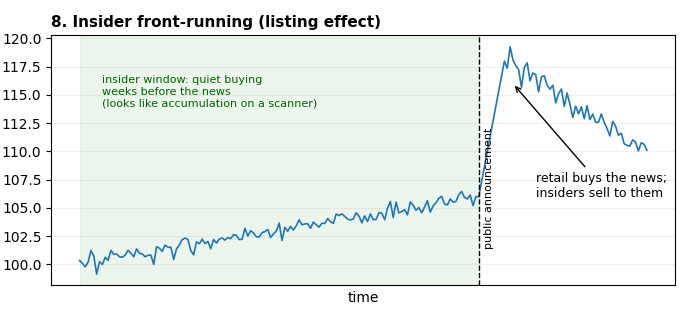 8. Insider front-running (listing effect)
120.0
117.5
115.0
112.5
110.0
107.5
105.0
102.5
100.0
insider window: quiet buying
weeks before the news
(looks like accumulation on a scanner)
public announcement
retail buys the news;
insiders sell to them
time